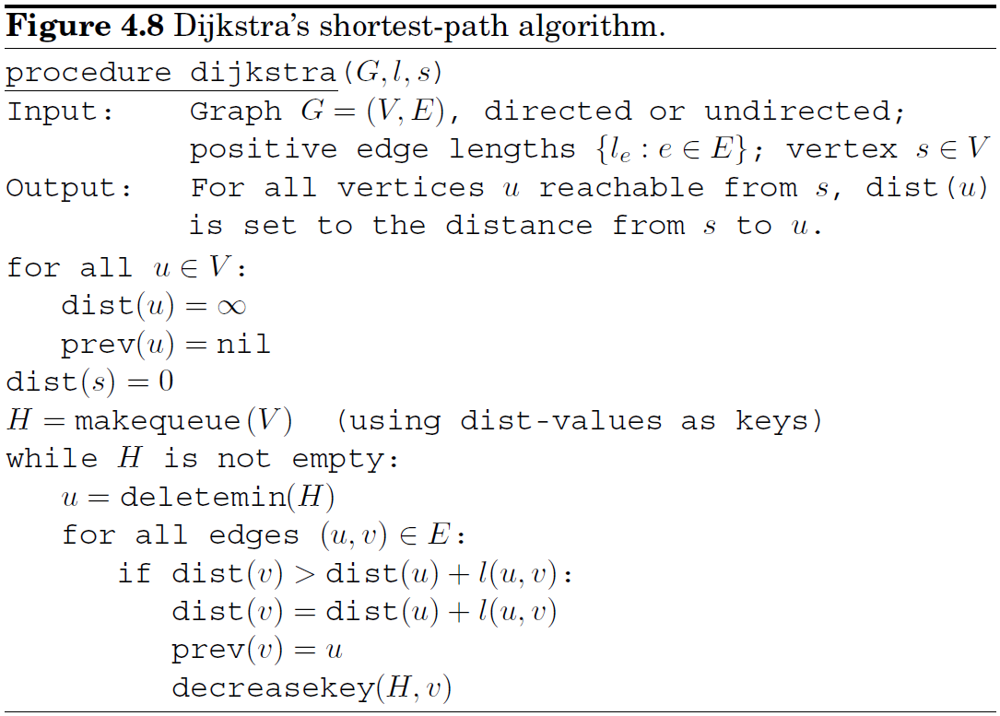 Figure 4.8 Dijkstra's shortest-path algorithm.
procedure dijkstra(G, l, s)
Input: Graph G = (V, E), directed or undirected;
positive edge lengths {l_e : e ∈ E}; vertex s ∈ V
Output: For all vertices u reachable from s, dist(u)
is set to the distance from s to u.
for all u ∈ V:
dist(u) = ∞
prev(u) = nil
dist(s) = 0
H = makequeue(V) (using dist-values as keys)
while H is not empty:
u = deletemin(H)
for all edges (u, v) ∈ E:
if dist(v) > dist(u) + l(u, v):
dist(v) = dist(u) + l(u, v)
prev(v) = u
decreasekey(H, v)